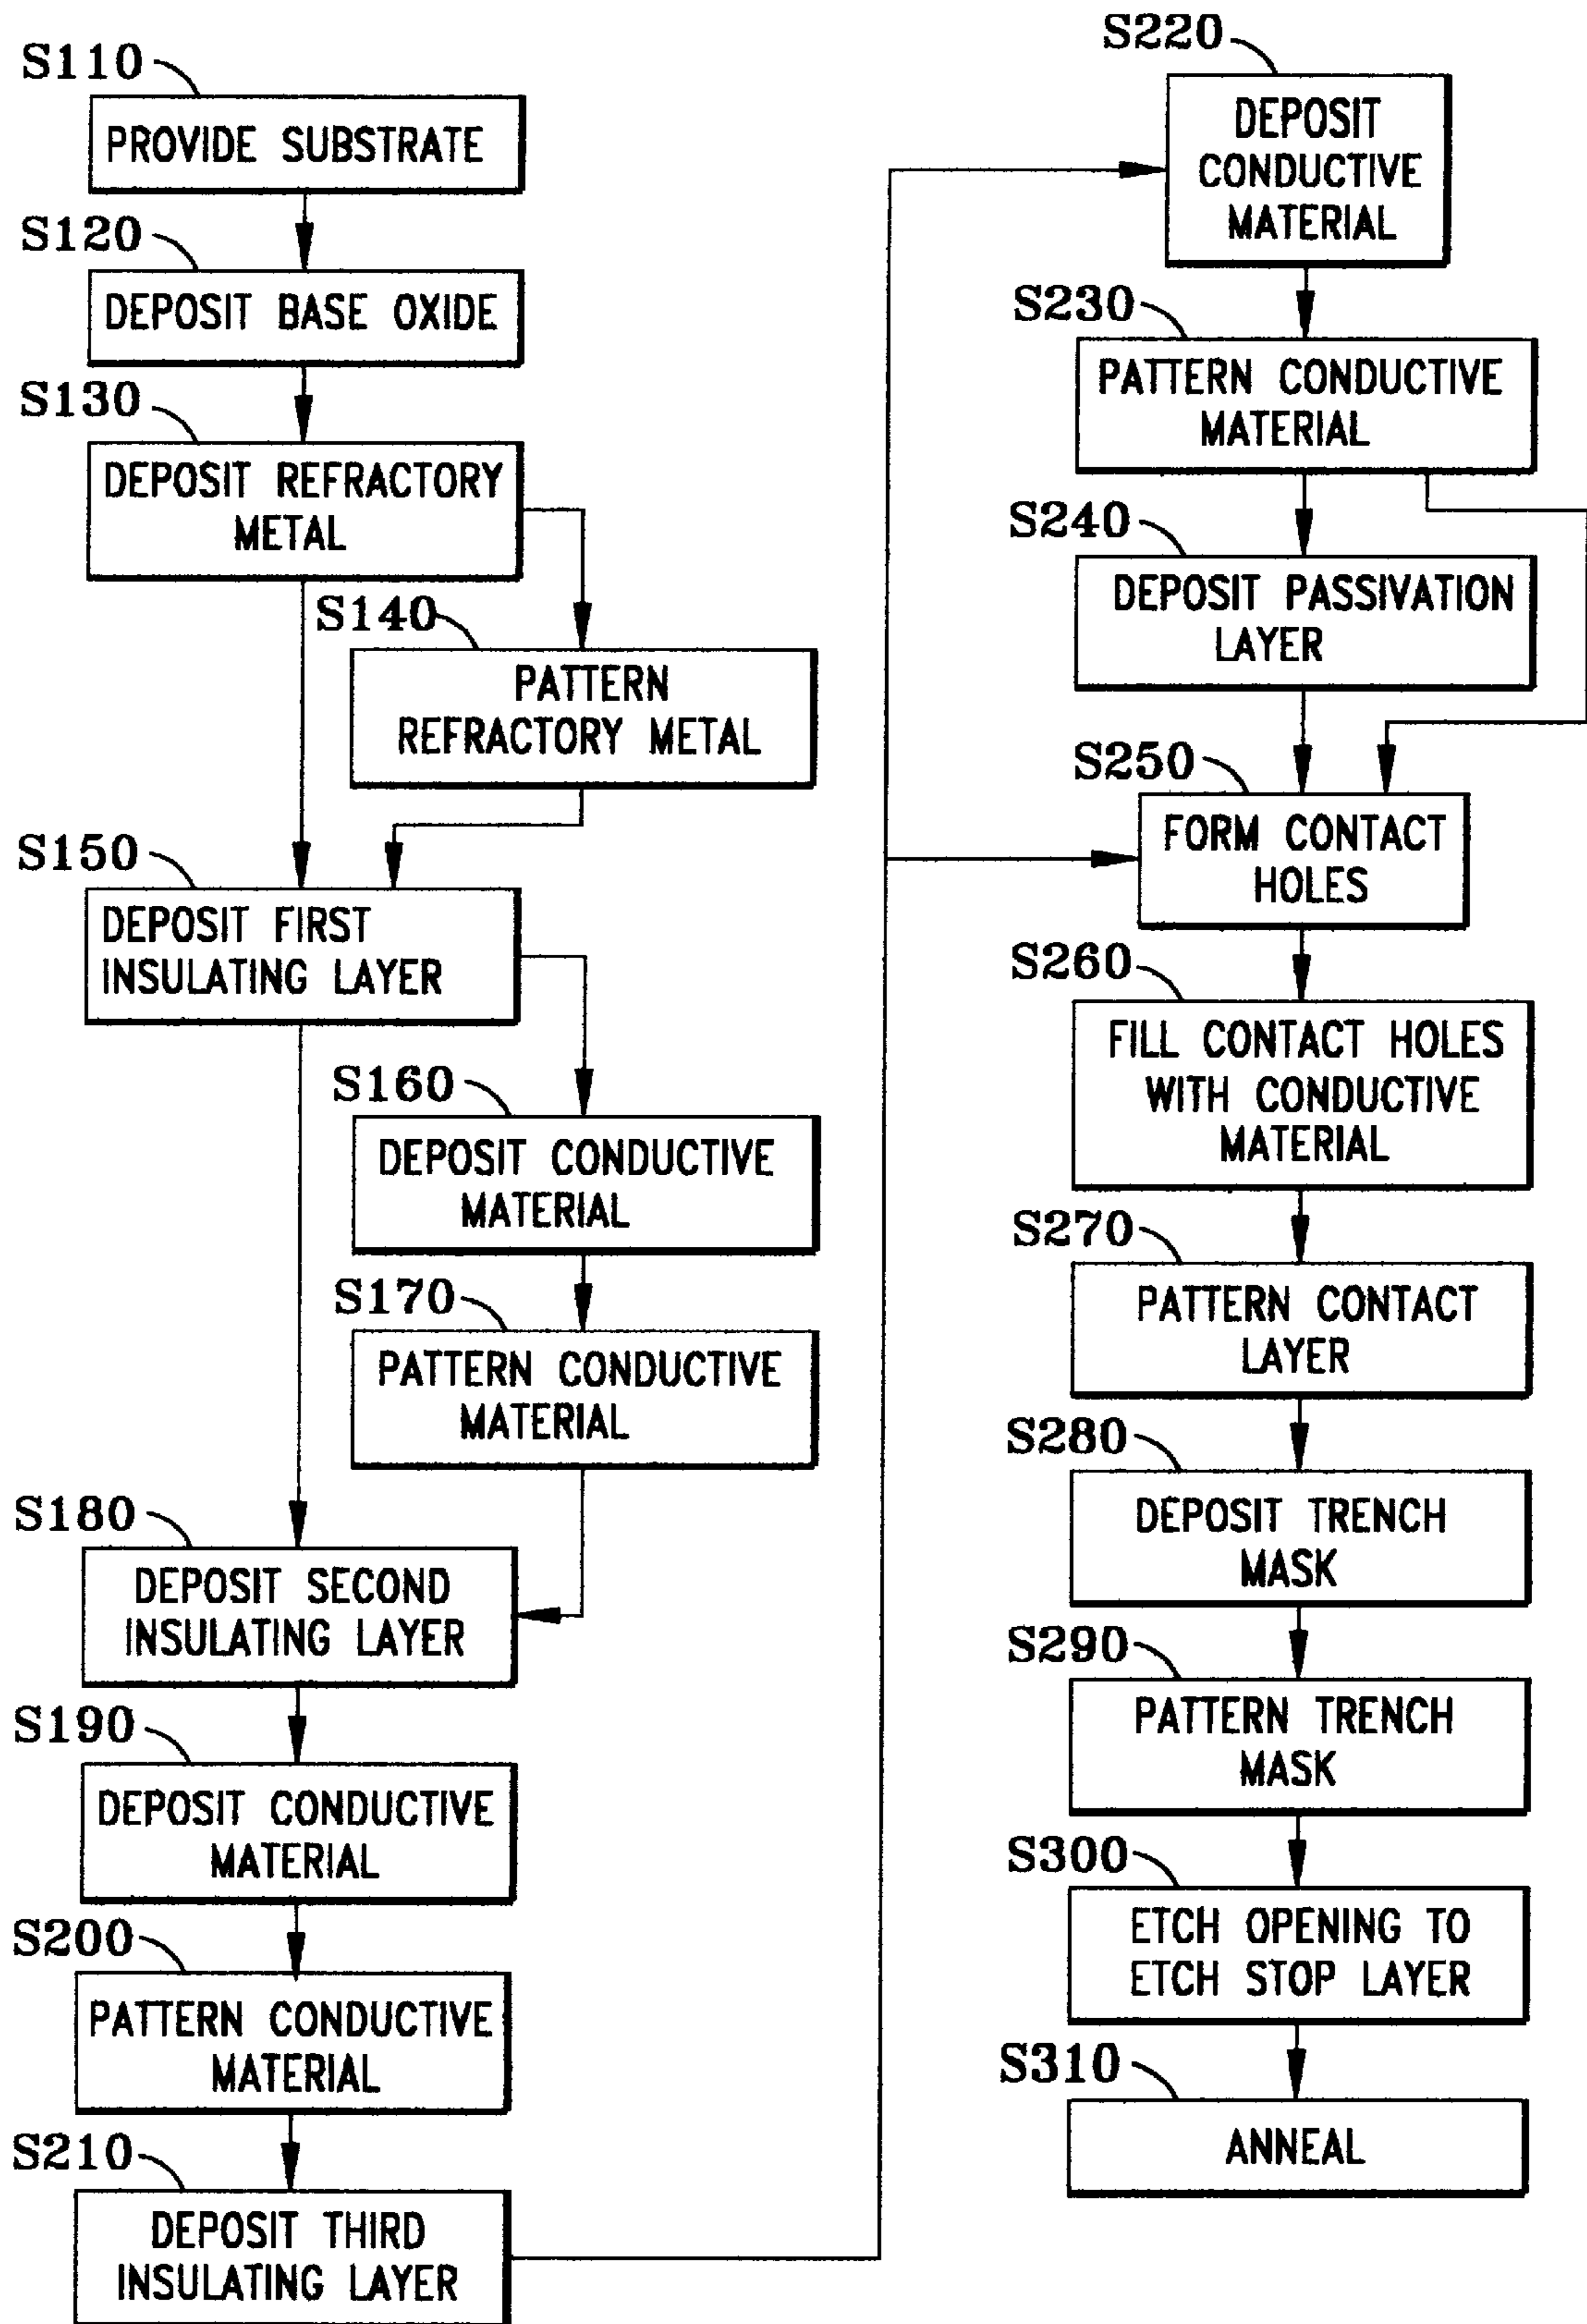 S110
PROVIDE SUBSTRATE
S120
DEPOSIT BASE OXIDE
S130
DEPOSIT REFRACTORY
METAL
S140
PATTERN
REFRACTORY METAL
S150
DEPOSIT FIRST
INSULATING LAYER
S160
DEPOSIT CONDUCTIVE
MATERIAL
S170
PATTERN CONDUCTIVE
MATERIAL
S180
DEPOSIT SECOND
INSULATING LAYER
S190
DEPOSIT CONDUCTIVE
MATERIAL
S200
PATTERN CONDUCTIVE
MATERIAL
S210
DEPOSIT THIRD
INSULATING LAYER
S220
DEPOSIT
CONDUCTIVE
MATERIAL
S230
PATTERN CONDUCTIVE
MATERIAL
S240
DEPOSIT PASSIVATION
LAYER
S250
FORM CONTACT
HOLES
S260
FILL CONTACT HOLES
WITH CONDUCTIVE
MATERIAL
S270
PATTERN CONTACT
LAYER
S280
DEPOSIT TRENCH
MASK
S290
PATTERN TRENCH
MASK
S300
ETCH OPENING TO
ETCH STOP LAYER
S310
ANNEAL